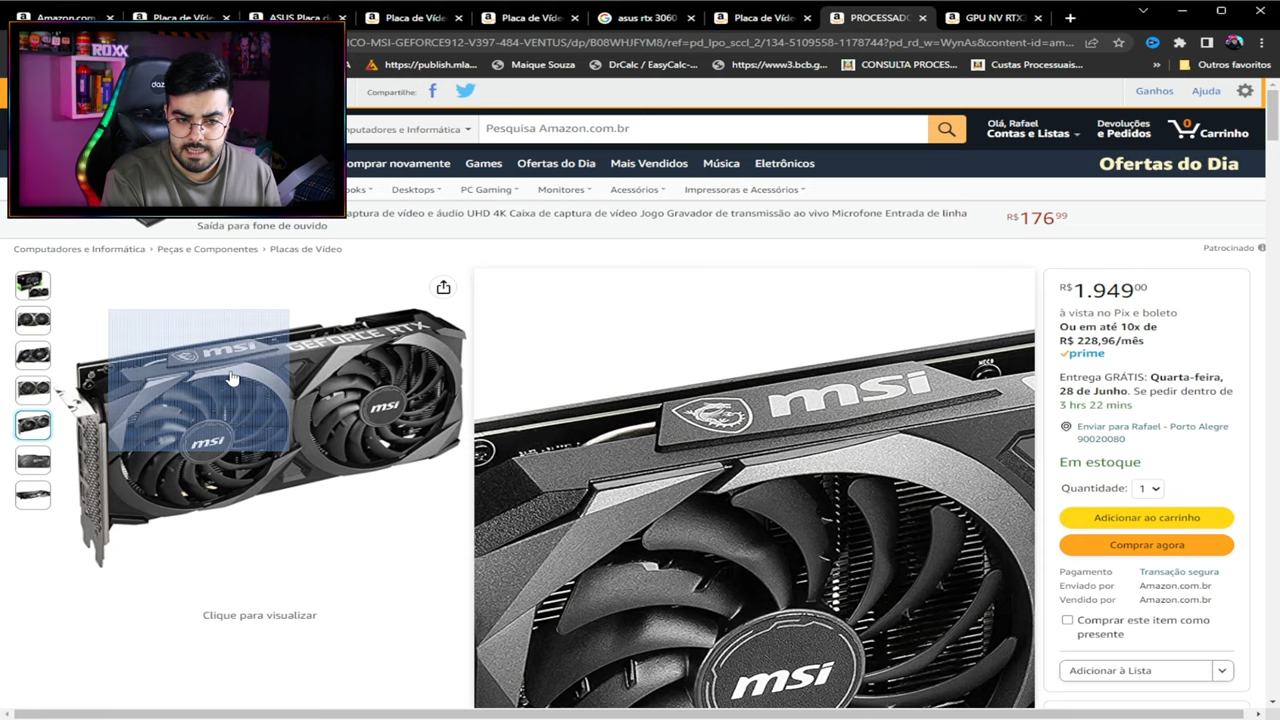 Amazon.com
Placa de Víde
ASUS Placa d
Placa de Víde
Placa de Víde
asus rtx 3060
Placa de Víde
PROCESSADO
GPU NV RTX3
ICO-MSI-GEFORCE912-V397-484-VENTUS/dp/B08WHJFYM8/ref=pd_lpo_sccl_2/134-5109558-1178744?pd_rd_w=WynAs&content-id=am...
https://publish.mla...
Maique Souza
DrCalc / EasyCalc-...
https://www3.bcb.g...
CONSULTA PROCES...
Custas Processuais...
Outros favoritos
ROXX
Compartilhe:
Ganhos
Ajuda
mputadores e Informática
Pesquisa Amazon.com.br
Olá, Rafael
Contas e Listas
Devoluções
e Pedidos
0
Carrinho
omprar novamente
Games
Ofertas do Dia
Mais Vendidos
Música
Eletrônicos
Ofertas do Dia
ooks
Desktops
PC Gaming
Monitores
Acessórios
Impressoras e Acessórios
aptura de vídeo e áudio UHD 4K Caixa de captura de vídeo Jogo Gravador de transmissão ao vivo Microfone Entrada de linha
Saída para fone de ouvido
R$17699
Computadores e Informática › Peças e Componentes › Placas de Vídeo
Patrocinado
msi
GEFORCE RTX
msi
msi
msi
msi
Clique para visualizar
R$1.94900
à vista no Pix e boleto
Ou em até 10x de
R$ 228,96/mês
prime
Entrega GRÁTIS: Quarta-feira,
28 de Junho. Se pedir dentro de
3 hrs 22 mins
Enviar para Rafael - Porto Alegre
90020080
Em estoque
Quantidade: 1
Adicionar ao carrinho
Comprar agora
Pagamento Transação segura
Enviado por Amazon.com.br
Vendido por Amazon.com.br
Comprar este item como
presente
Adicionar à Lista